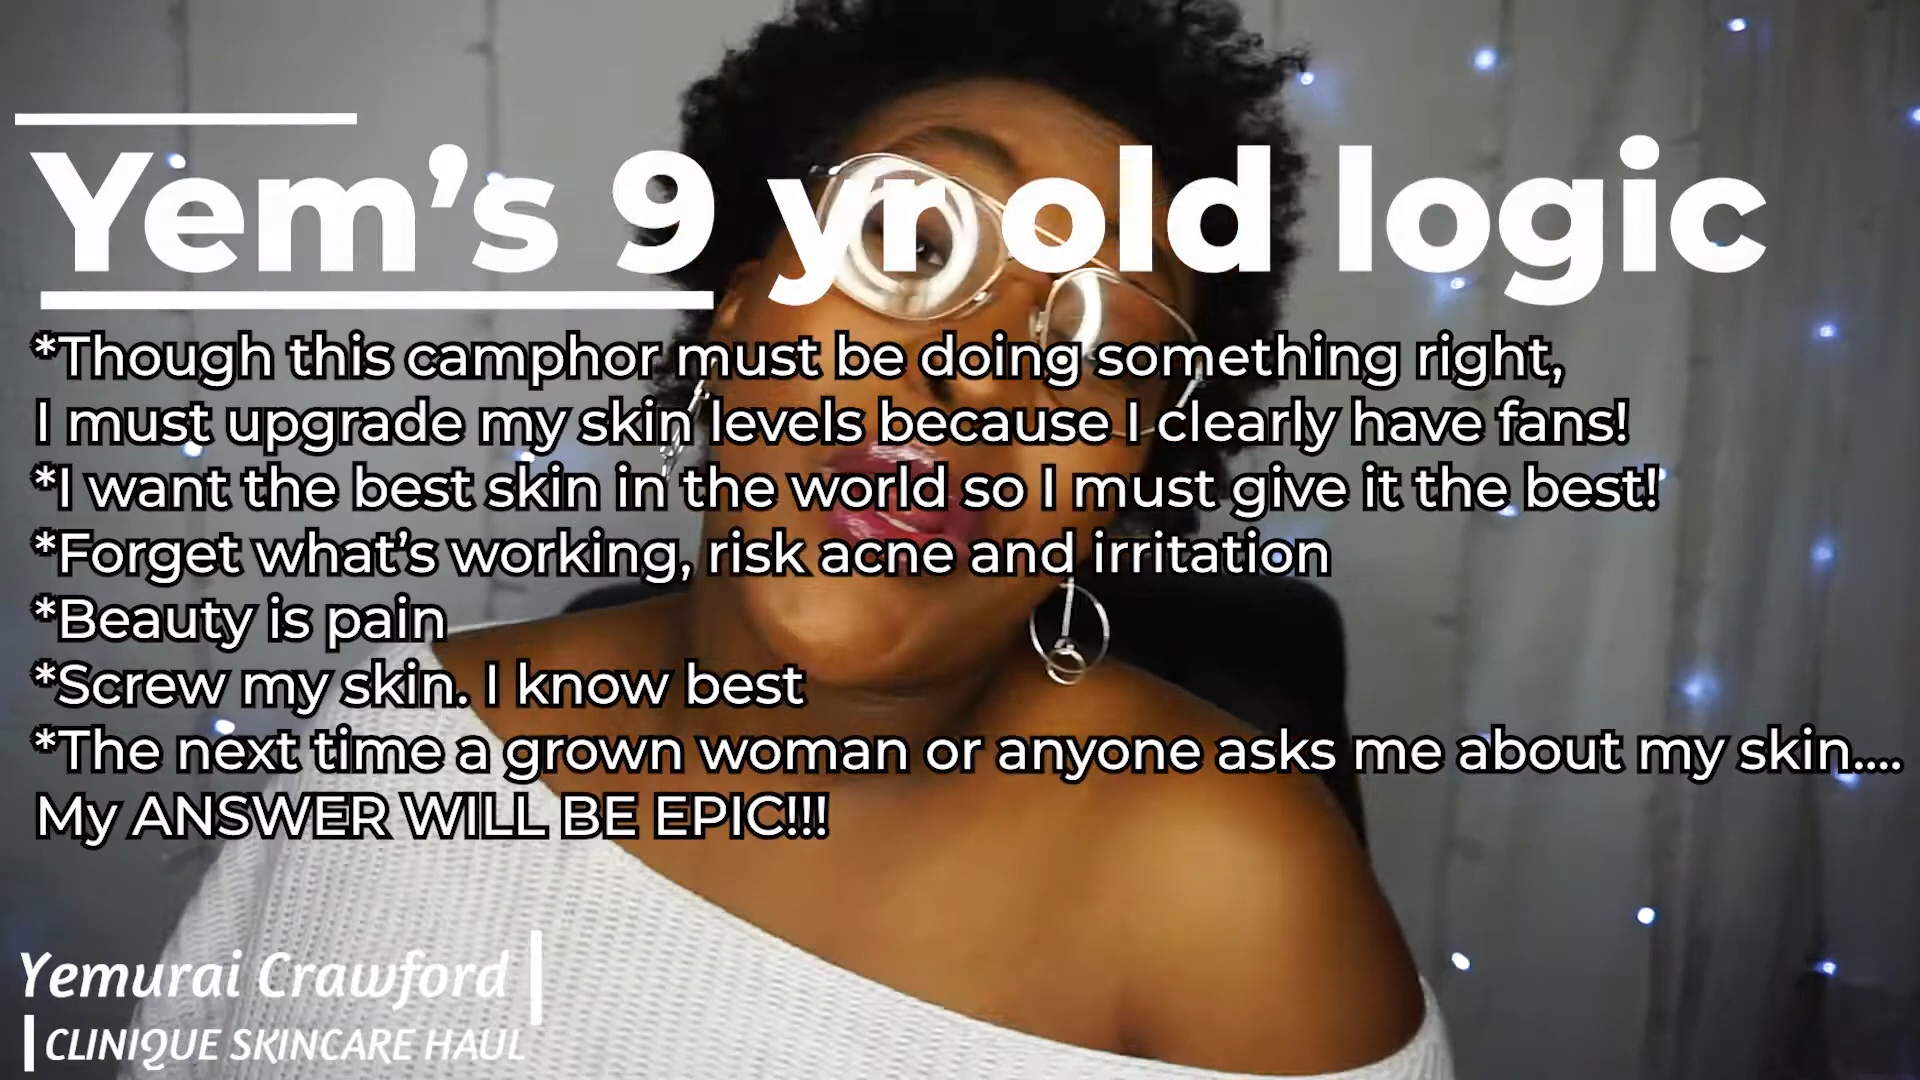 Yem's 9 yr old logic
*Though this camphor must be doing something right,
I must upgrade my skin levels because I clearly have fans!
*I want the best skin in the world so I must give it the best!
*Forget what's working, risk acne and irritation
*Beauty is pain
*Screw my skin. I know best
*The next time a grown woman or anyone asks me about my skin....
My ANSWER WILL BE EPIC!!!
Yemurai Crawford
CLINIQUE SKINCARE HAUL